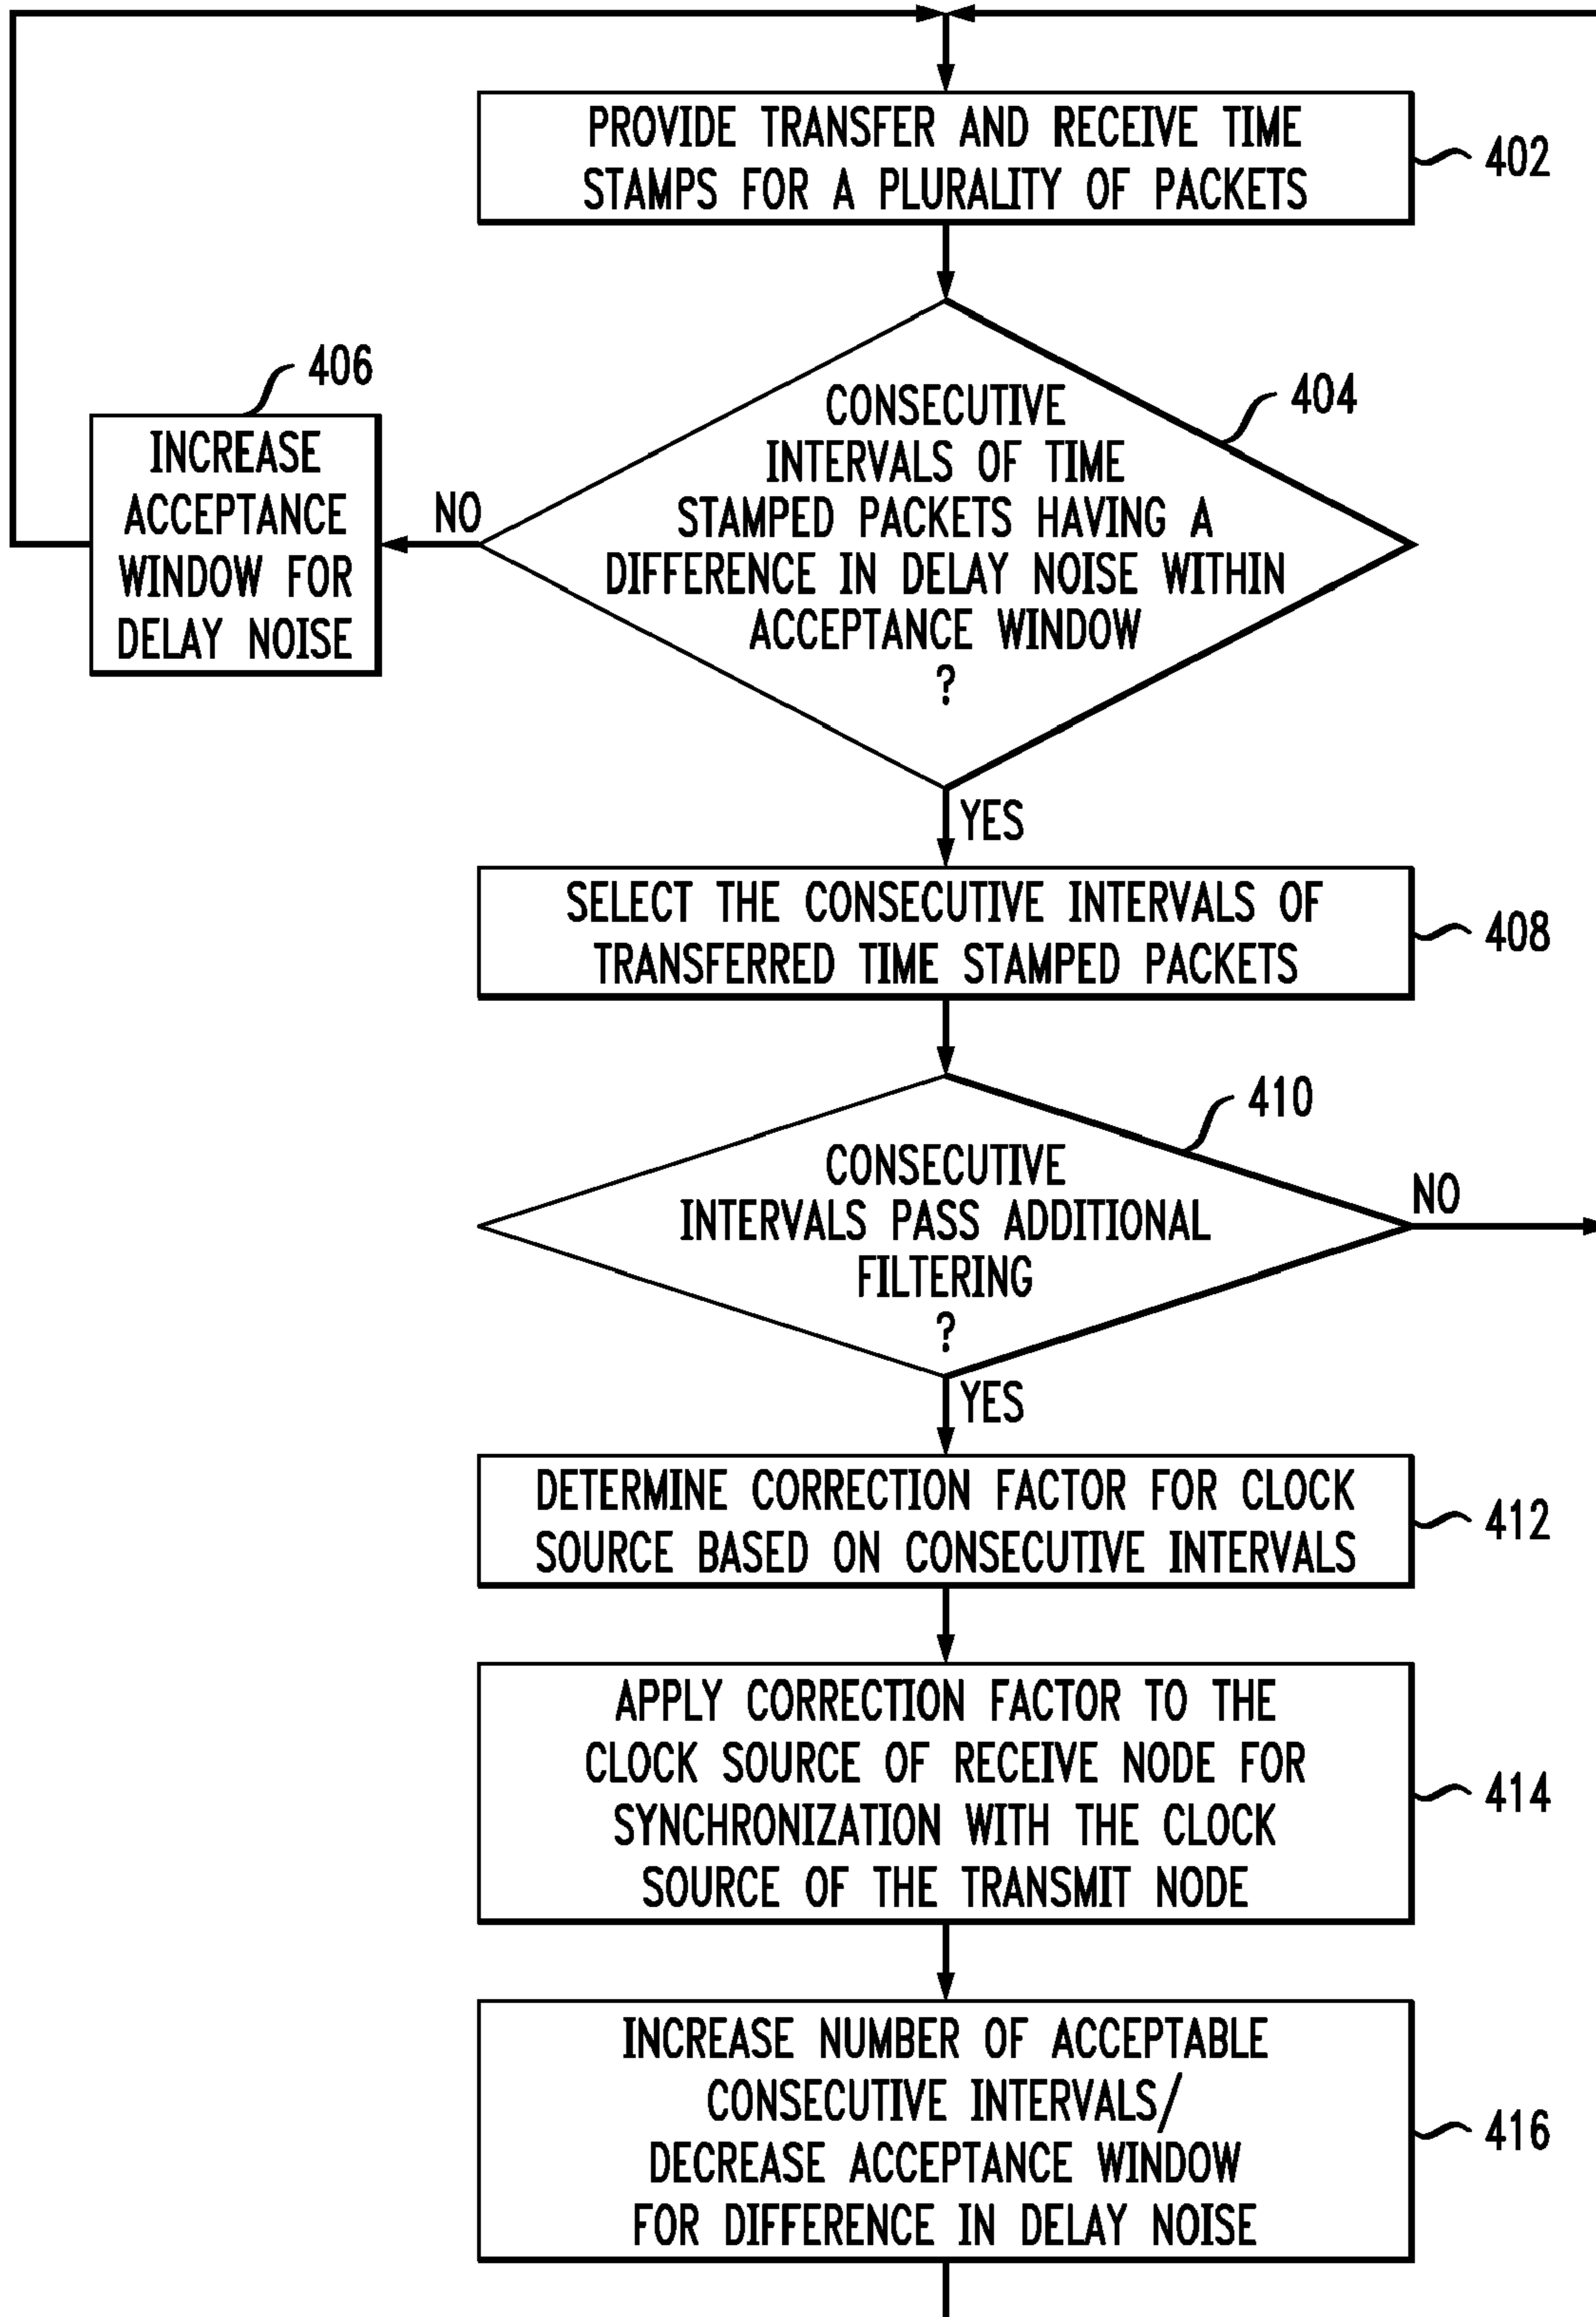 PROVIDE TRANSFER AND RECEIVE TIME
STAMPS FOR A PLURALITY OF PACKETS
402
406
INCREASE
ACCEPTANCE
WINDOW FOR
DELAY NOISE
NO
CONSECUTIVE
INTERVALS OF TIME
STAMPED PACKETS HAVING A
DIFFERENCE IN DELAY NOISE WITHIN
ACCEPTANCE WINDOW
?
404
YES
SELECT THE CONSECUTIVE INTERVALS OF
TRANSFERRED TIME STAMPED PACKETS
408
CONSECUTIVE
INTERVALS PASS ADDITIONAL
FILTERING
?
410
NO
YES
DETERMINE CORRECTION FACTOR FOR CLOCK
SOURCE BASED ON CONSECUTIVE INTERVALS
412
APPLY CORRECTION FACTOR TO THE
CLOCK SOURCE OF RECEIVE NODE FOR
SYNCHRONIZATION WITH THE CLOCK
SOURCE OF THE TRANSMIT NODE
414
INCREASE NUMBER OF ACCEPTABLE
CONSECUTIVE INTERVALS/
DECREASE ACCEPTANCE WINDOW
FOR DIFFERENCE IN DELAY NOISE
416